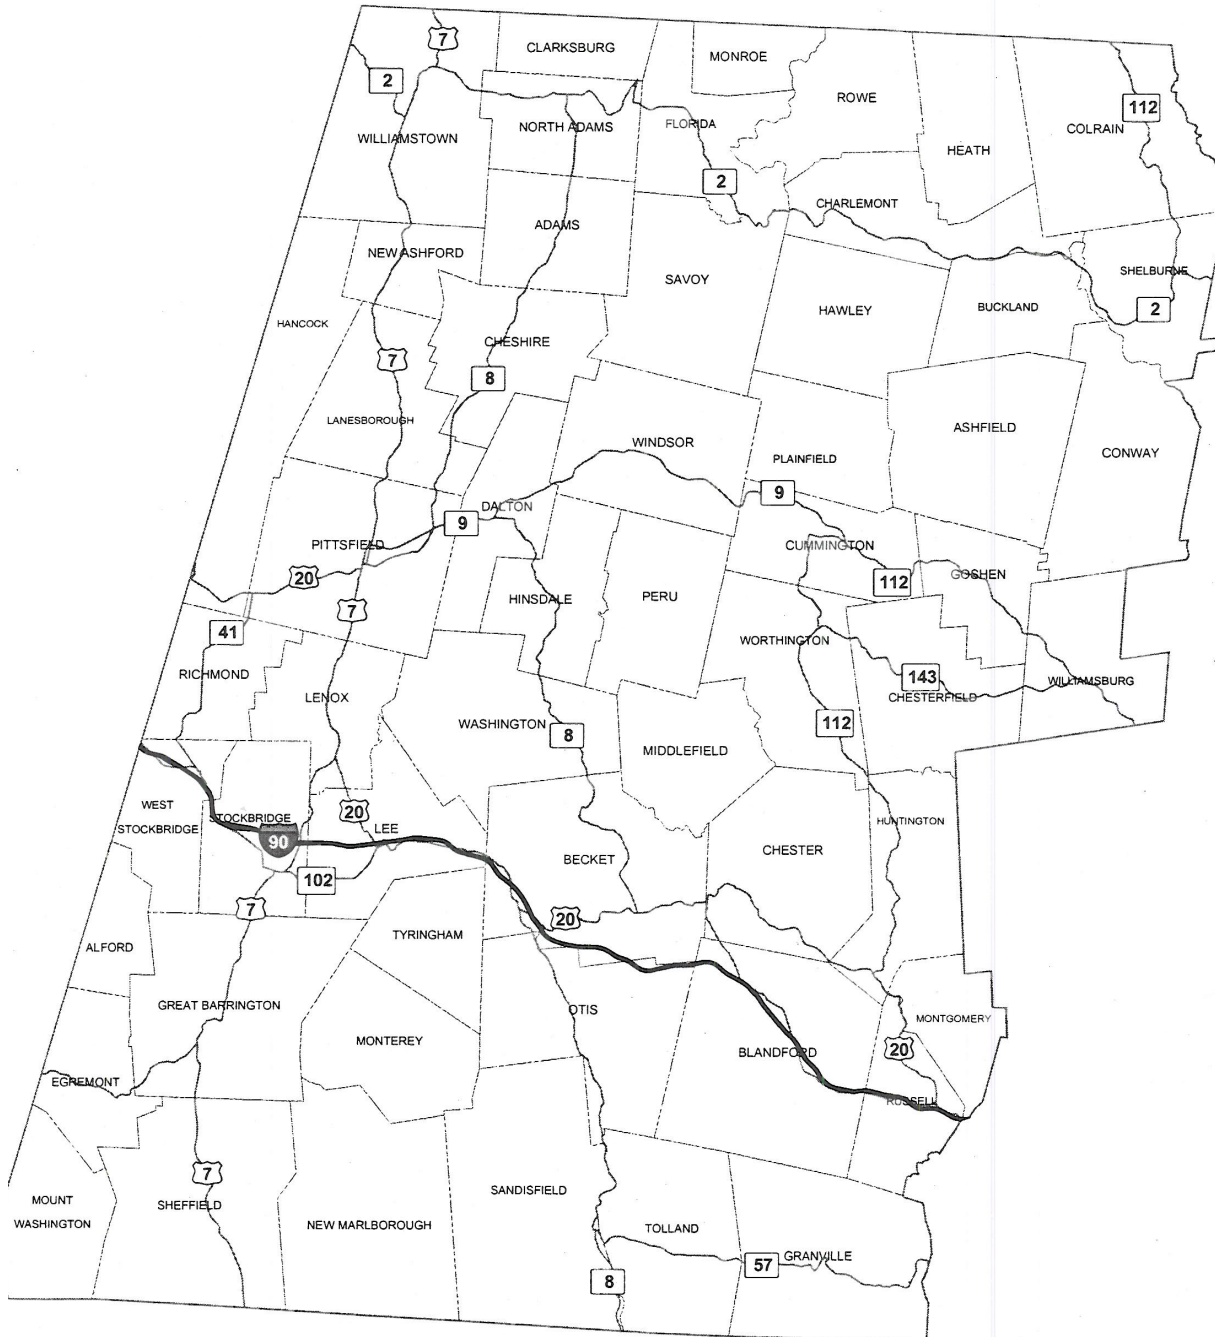 7
CLARKSBURG
MONROE
2
ROWE
112
WILLIAMSTOWN
NORTH ADAMS
FLORIDA
COLRAIN
HEATH
2
CHARLEMONT
ADAMS
NEW ASHFORD
SAVOY
SHELBURNE
HANCOCK
HAWLEY
BUCKLAND
2
CHESHIRE
7
8
LANESBOROUGH
WINDSOR
PLAINFIELD
ASHFIELD
CONWAY
9
DALTON
9
PITTSFIELD
CUMMINGTON
20
112
GOSHEN
HINSDALE
PERU
7
41
WORTHINGTON
RICHMOND
143
WILLIAMSBURG
LENOX
CHESTERFIELD
WASHINGTON
112
8
MIDDLEFIELD
WEST
STOCKBRIDGE
20
TOCKBRIDGE
LEE
HUNTINGTON
90
BECKET
CHESTER
102
7
20
TYRINGHAM
ALFORD
GREAT BARRINGTON
OTIS
MONTGOMERY
MONTEREY
BLANDFORD
20
EGREMONT
RUSSELL
7
MOUNT
WASHINGTON
SHEFFIELD
SANDISFIELD
NEW MARLBOROUGH
TOLLAND
GRANVILLE
57
8